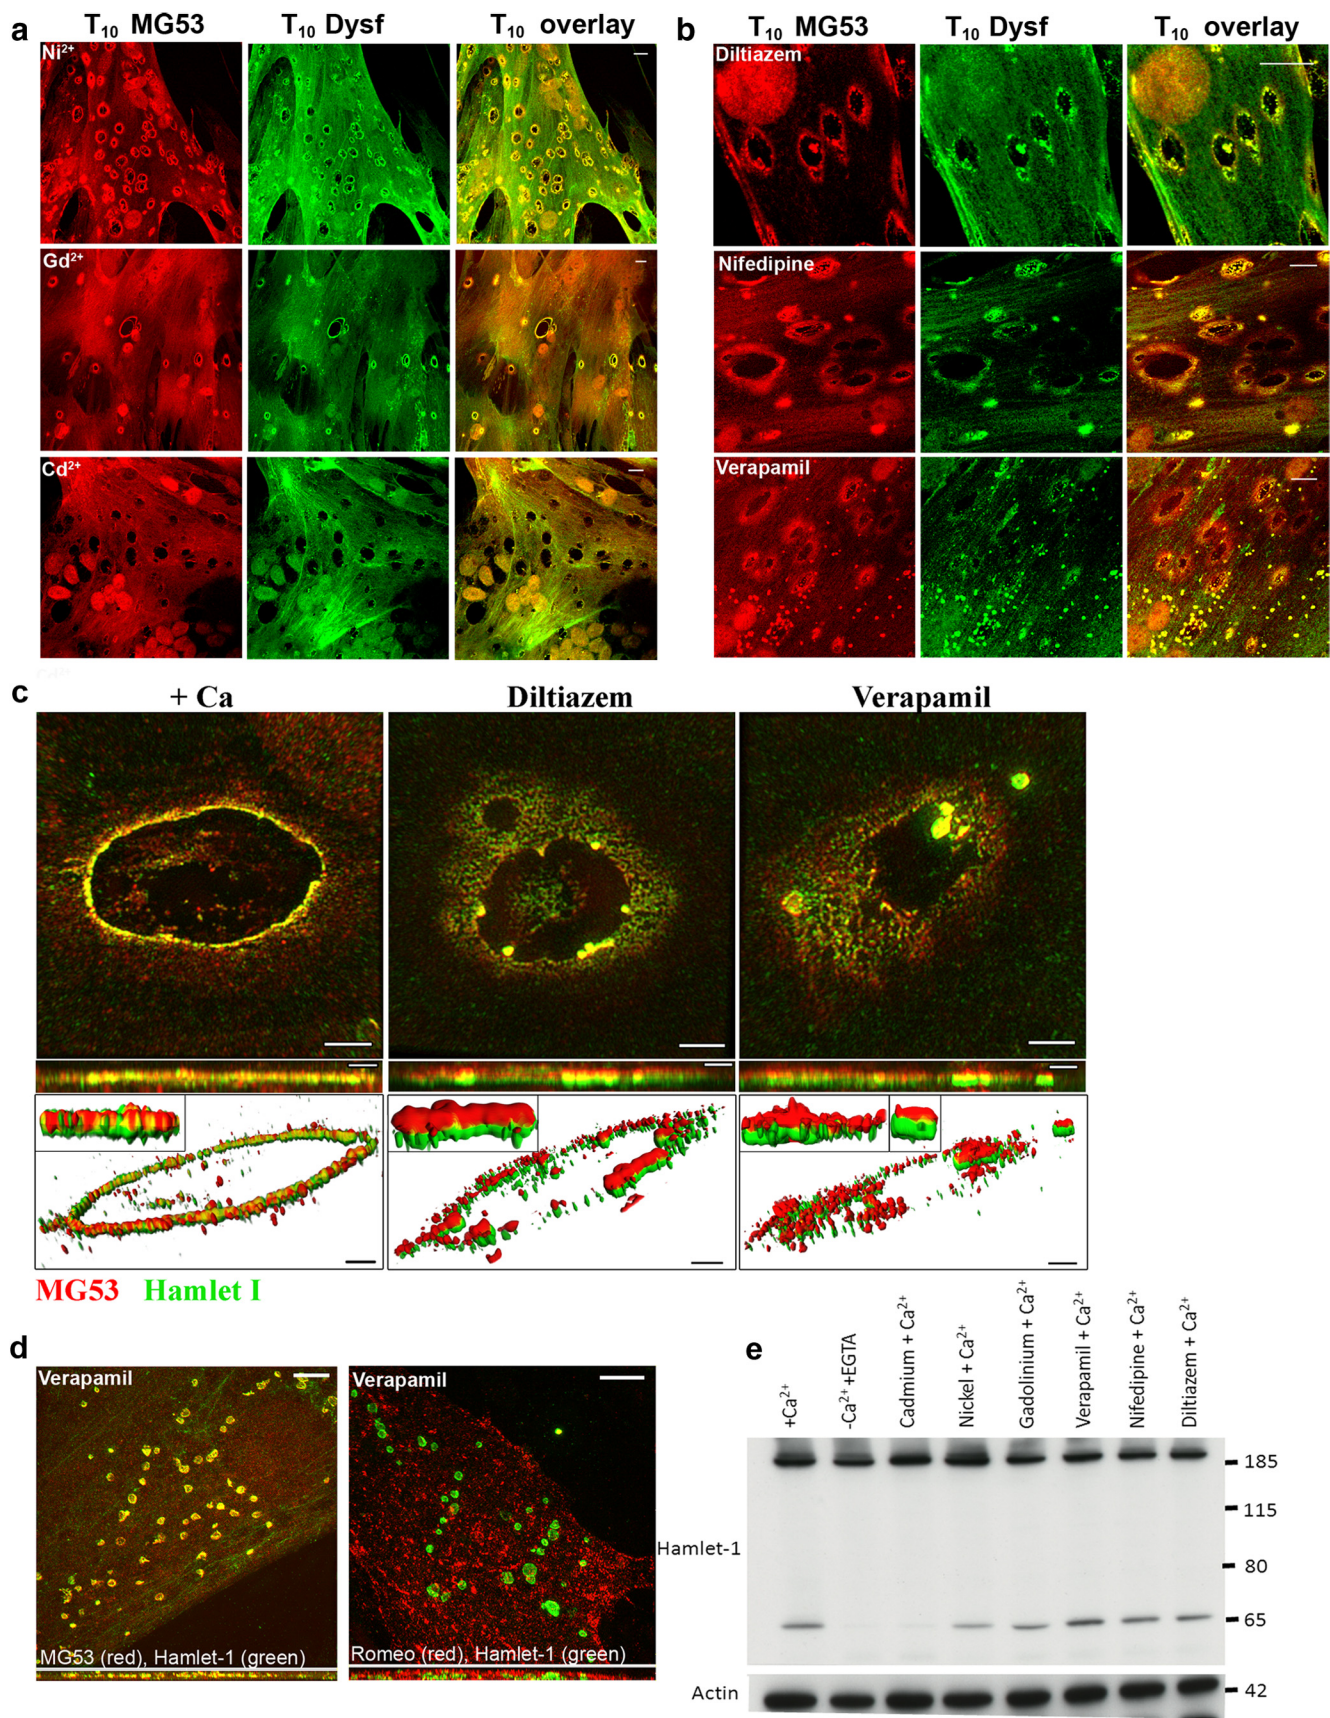 a
T₁₀ MG53 T₁₀ Dysf T₁₀ overlay
Ni²⁺
Gd²⁺
Cd²⁺
b
T₁₀ MG53 T₁₀ Dysf T₁₀ overlay
Diltiazem
Nifedipine
Verapamil
c
+ Ca Diltiazem Verapamil
MG53 Hamlet I
d
Verapamil
MG53 (red), Hamlet-1 (green)
Verapamil
Romeo (red), Hamlet-1 (green)
e
+Ca²⁺
-Ca²⁺+EGTA
Cadmium + Ca²⁺
Nickel + Ca²⁺
Gadolinium + Ca²⁺
Verapamil + Ca²⁺
Nifedipine + Ca²⁺
Diltiazem + Ca²⁺
185
115
Hamlet-1
80
65
Actin
42